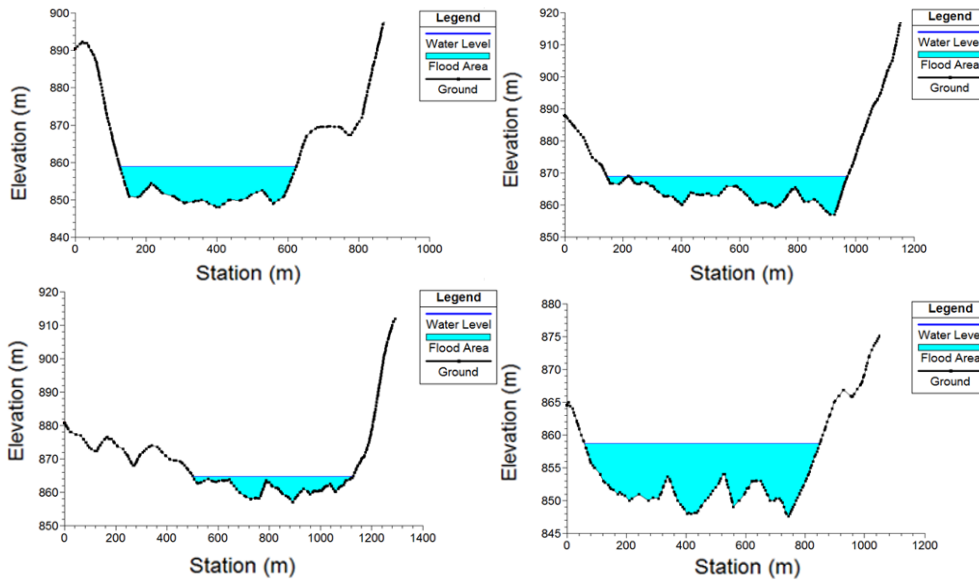 900
890
880
870
860
850
840
0
200
400
600
800
1000
Elevation (m)
Station (m)
Legend
Water Level
Flood Area
Ground
920
910
900
890
880
870
860
850
0
200
400
600
800
1000
1200
Elevation (m)
Station (m)
Legend
Water Level
Flood Area
Ground
920
910
900
890
880
870
860
850
0
200
400
600
800
1000
1200
1400
Elevation (m)
Station (m)
Legend
Water Level
Flood Area
Ground
880
875
870
865
860
855
850
845
0
200
400
600
800
1000
1200
Elevation (m)
Station (m)
Legend
Water Level
Flood Area
Ground